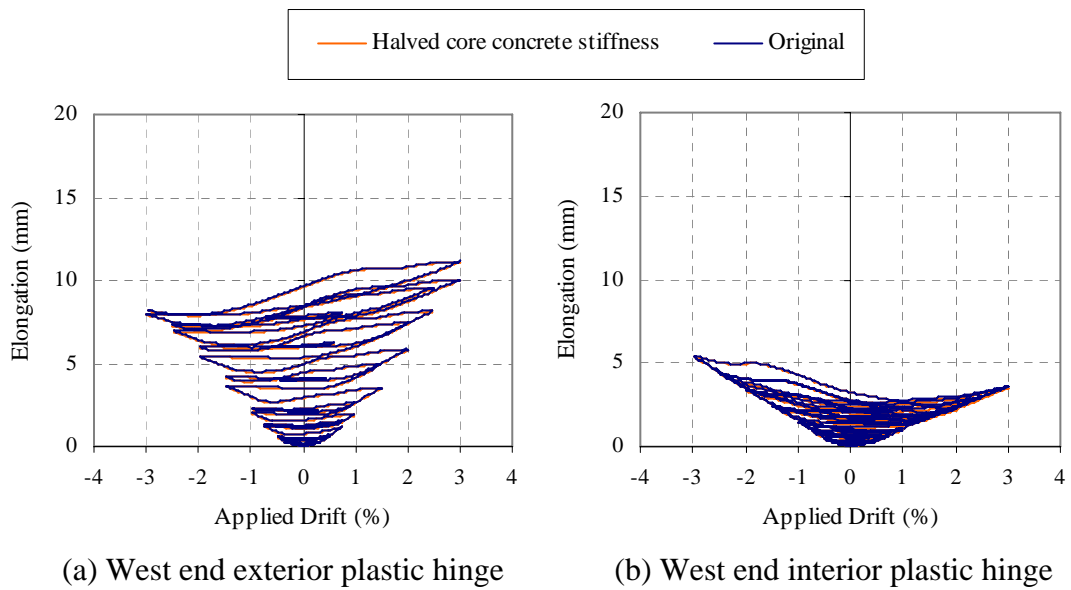 Halved core concrete stiffness Original
20
15
10
5
0
-4 -3 -2 -1 0 1 2 3 4
Elongation (mm)
Applied Drift (%)
(a) West end exterior plastic hinge
20
15
10
5
0
-4 -3 -2 -1 0 1 2 3 4
Elongation (mm)
Applied Drift (%)
(b) West end interior plastic hinge